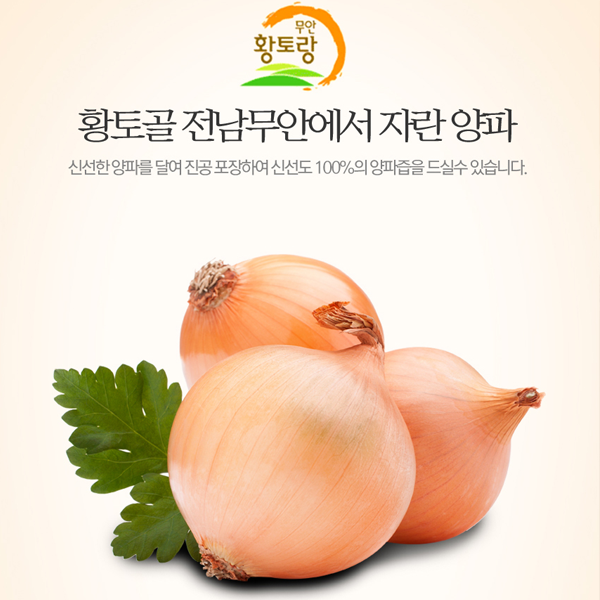 무안
황토랑
황토골 전남무안에서 자란 양파
신선한 양파를 달여 진공 포장하여 신선도 100%의 양파즙을 드실수 있습니다.